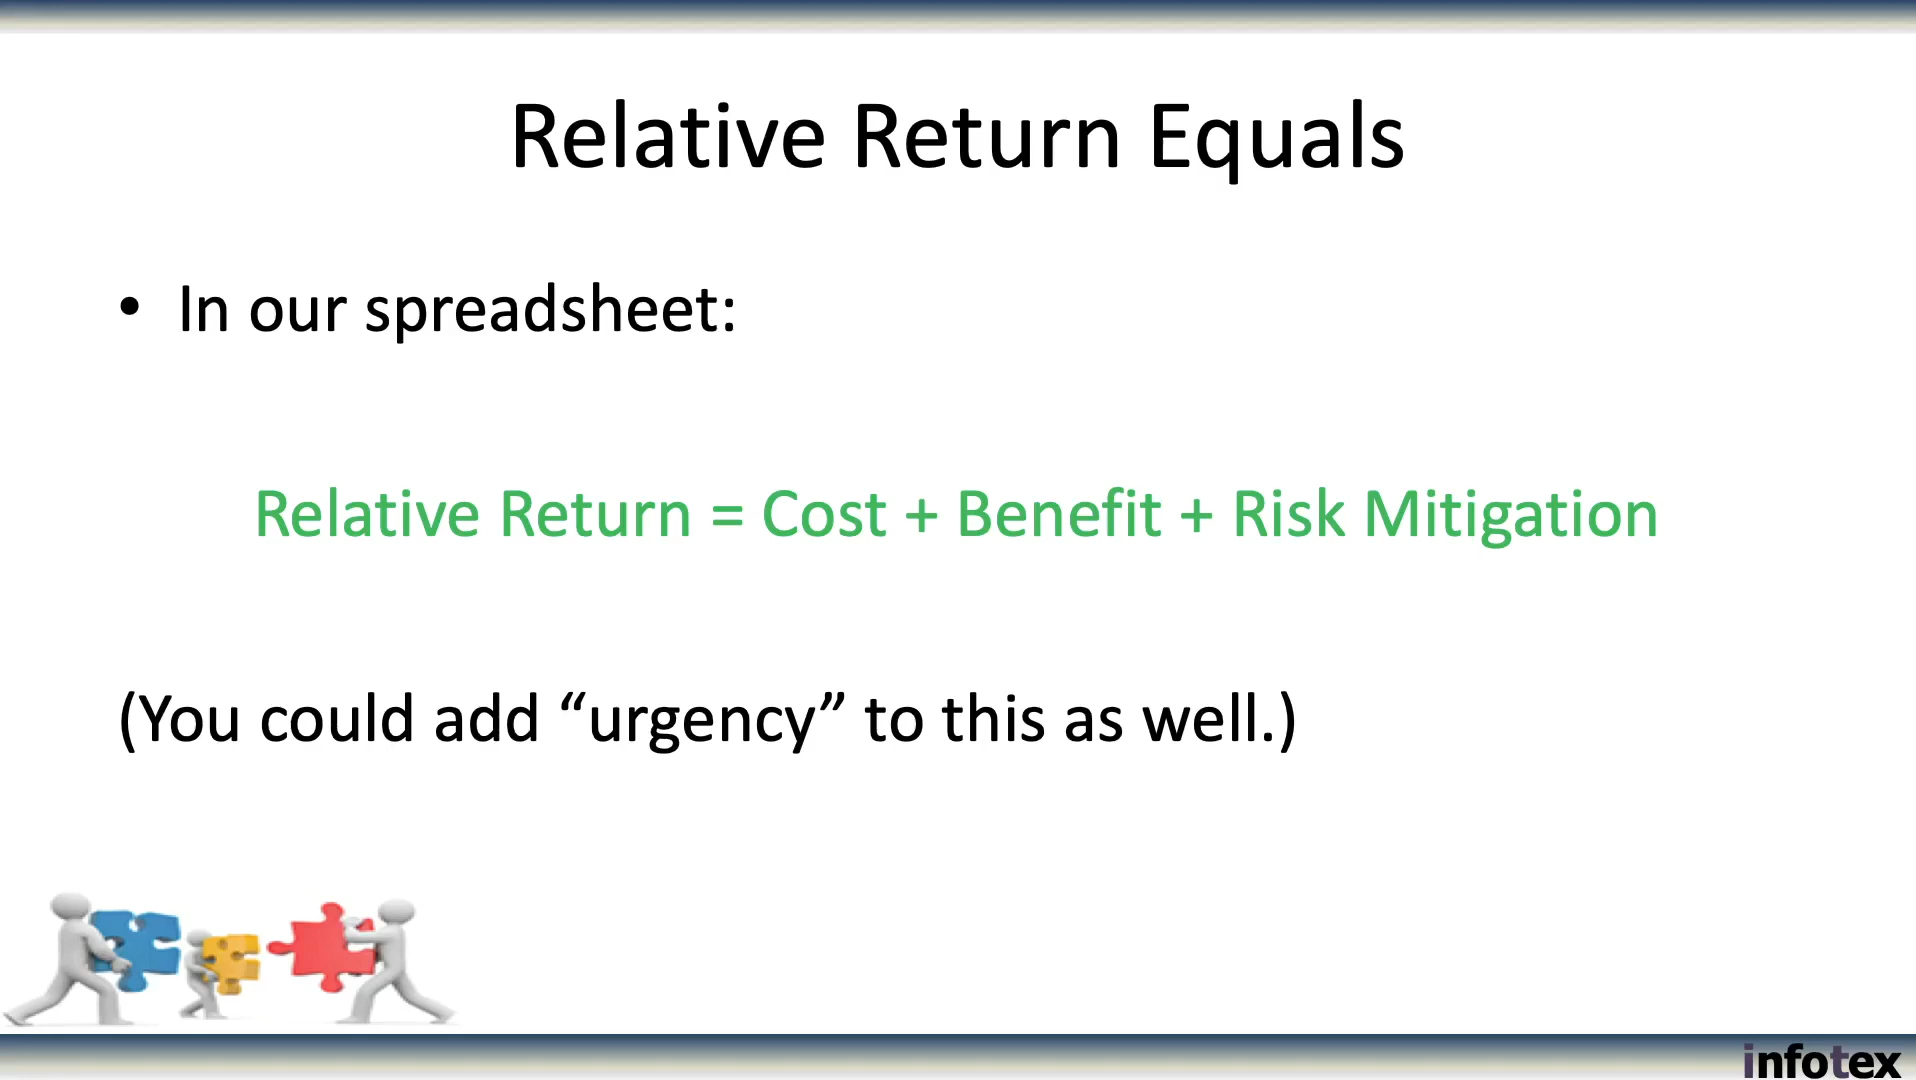 Relative Return Equals
• In our spreadsheet:
Relative Return = Cost + Benefit + Risk Mitigation
(You could add “urgency” to this as well.)
infotex